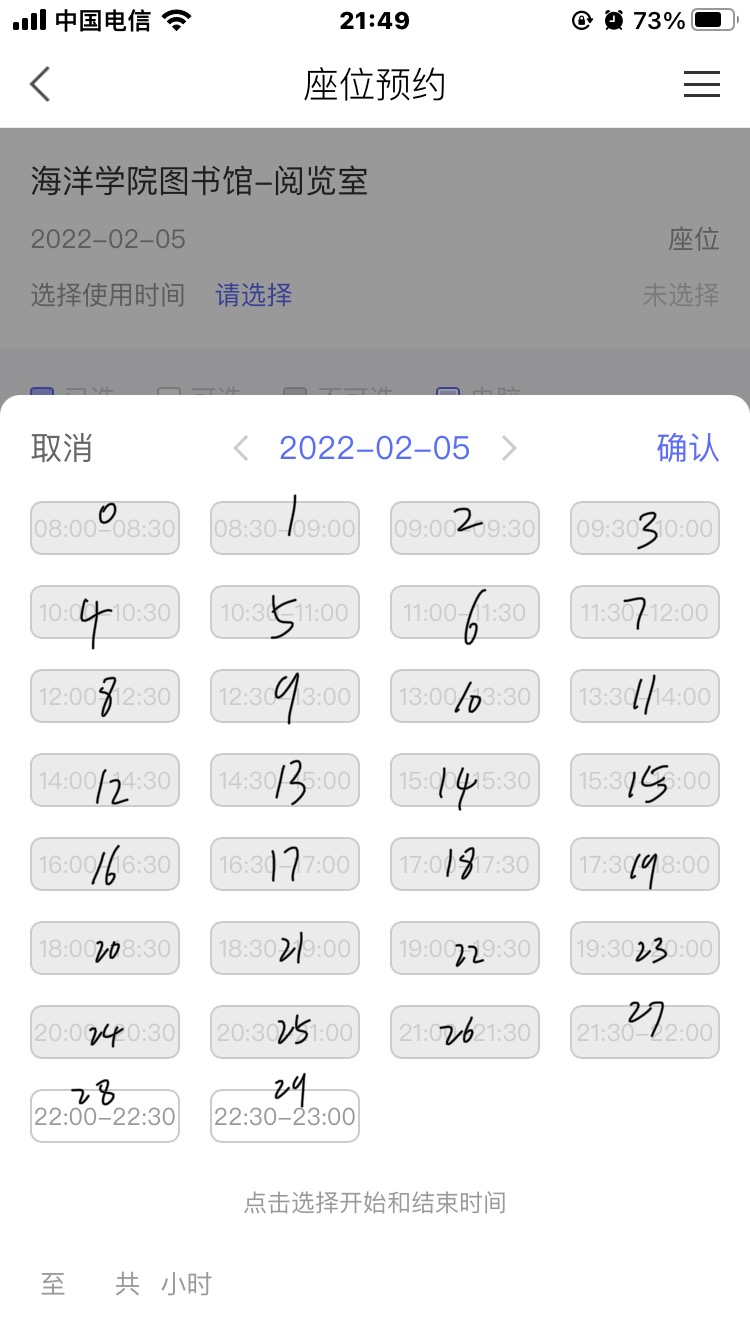 中国电信 21:49 73%
座位预约
海洋学院图书馆-阅览室
2022-02-05 座位
选择使用时间 请选择 未选择
已选 可选 不可选 电脑
取消 2022-02-05 确认
08:00-08:30 08:30-09:00 09:00-09:30 09:30-10:00
0 1 2 3
10:00-10:30 10:30-11:00 11:00-11:30 11:30-12:00
4 5 6 7
12:00-12:30 12:30-13:00 13:00-13:30 13:30-14:00
8 9 10 11
14:00-14:30 14:30-15:00 15:00-15:30 15:30-16:00
12 13 14 15
16:00-16:30 16:30-17:00 17:00-17:30 17:30-18:00
16 17 18 19
18:00-18:30 18:30-19:00 19:00-19:30 19:30-20:00
20 21 22 23
20:00-20:30 20:30-21:00 21:00-21:30 21:30-22:00
24 25 26 27
28 29
22:00-22:30 22:30-23:00
点击选择开始和结束时间
至 共 小时